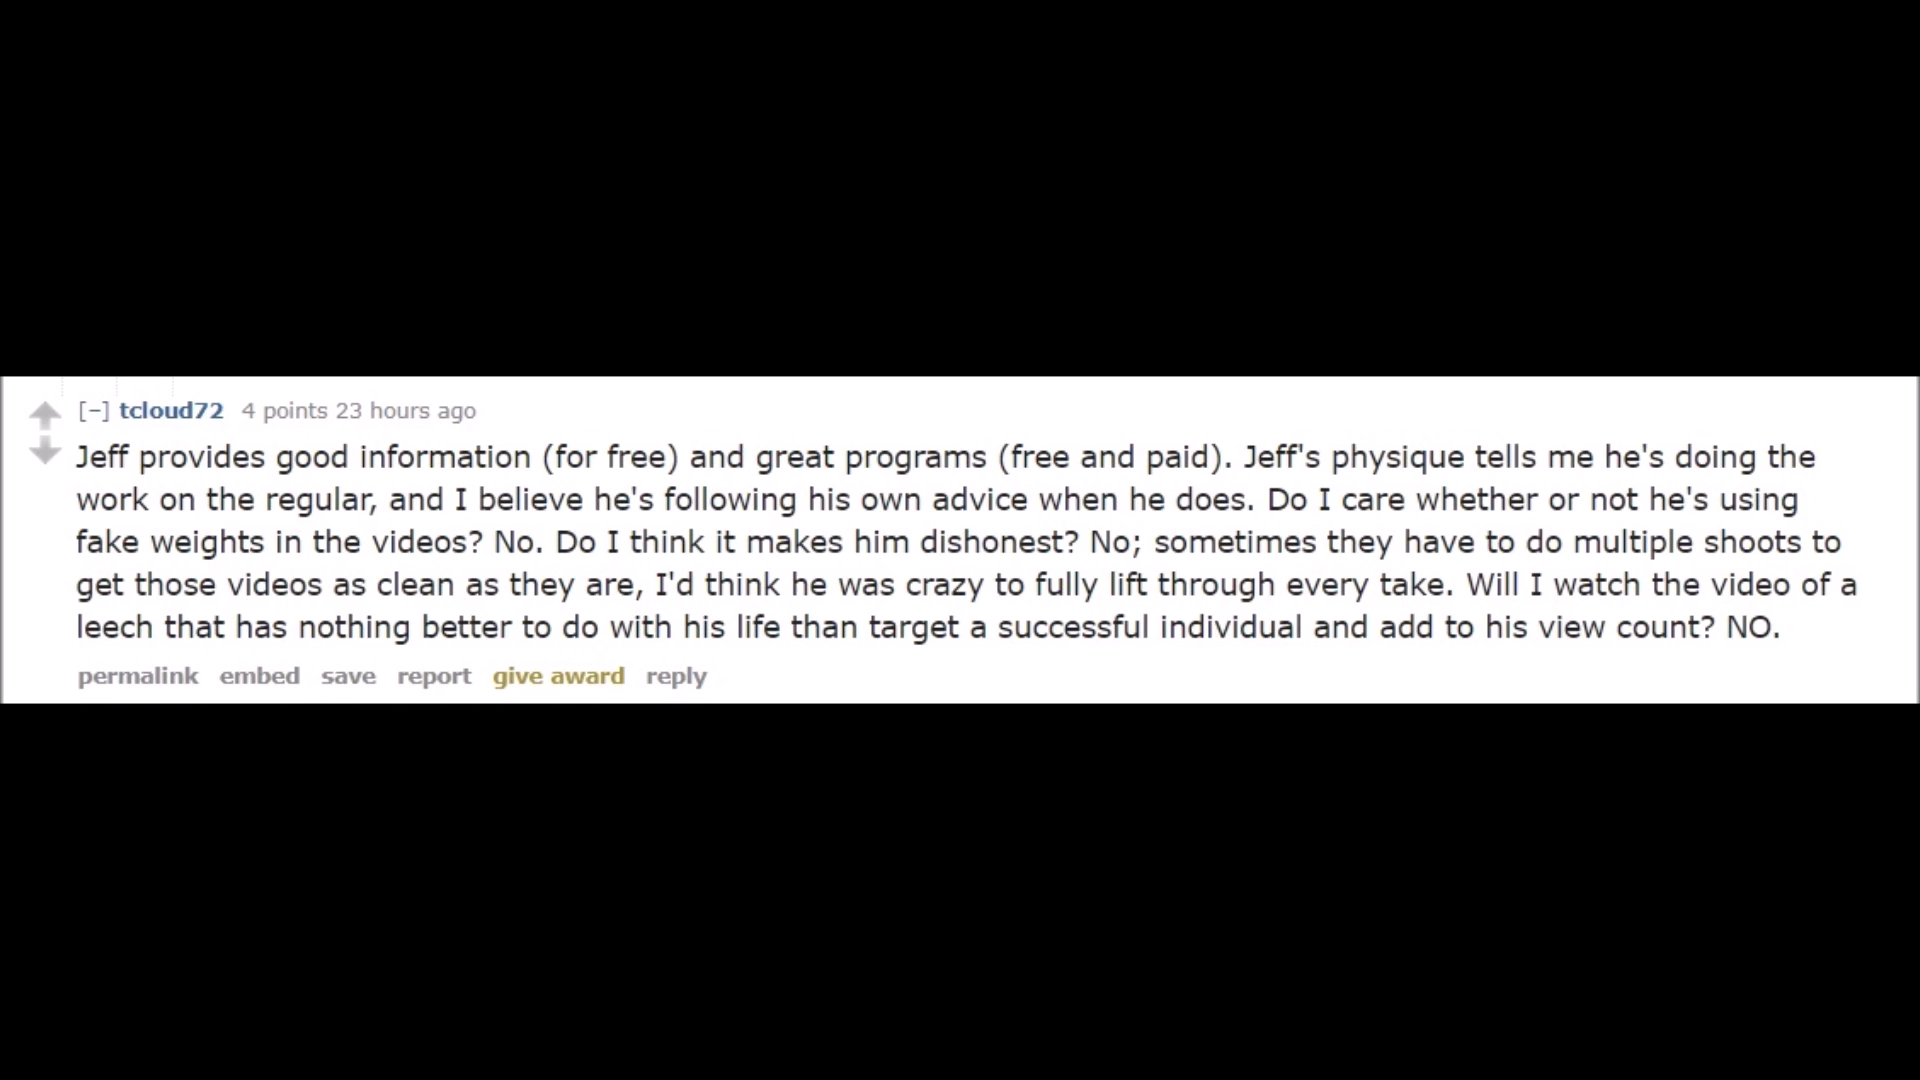 [−] tcloud72 4 points 23 hours ago
Jeff provides good information (for free) and great programs (free and paid). Jeff's physique tells me he's doing the
work on the regular, and I believe he's following his own advice when he does. Do I care whether or not he's using
fake weights in the videos? No. Do I think it makes him dishonest? No; sometimes they have to do multiple shoots to
get those videos as clean as they are, I'd think he was crazy to fully lift through every take. Will I watch the video of a
leech that has nothing better to do with his life than target a successful individual and add to his view count? NO.
permalink embed save report give award reply